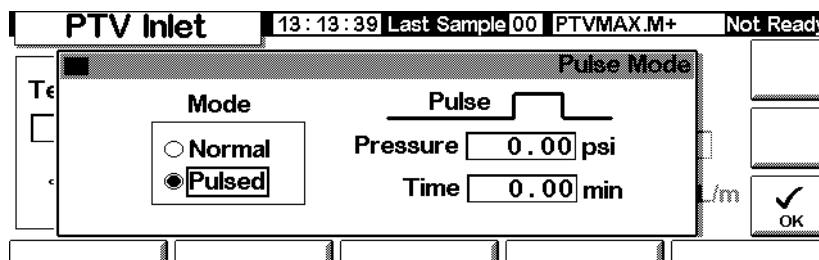 PTV Inlet 13:13:39 Last Sample 00 PTVMAX.M+ Not Ready
Pulse Mode
Te
Mode
Normal
Pulsed
Pulse
Pressure 0.00 psi
Time 0.00 min
/m
OK